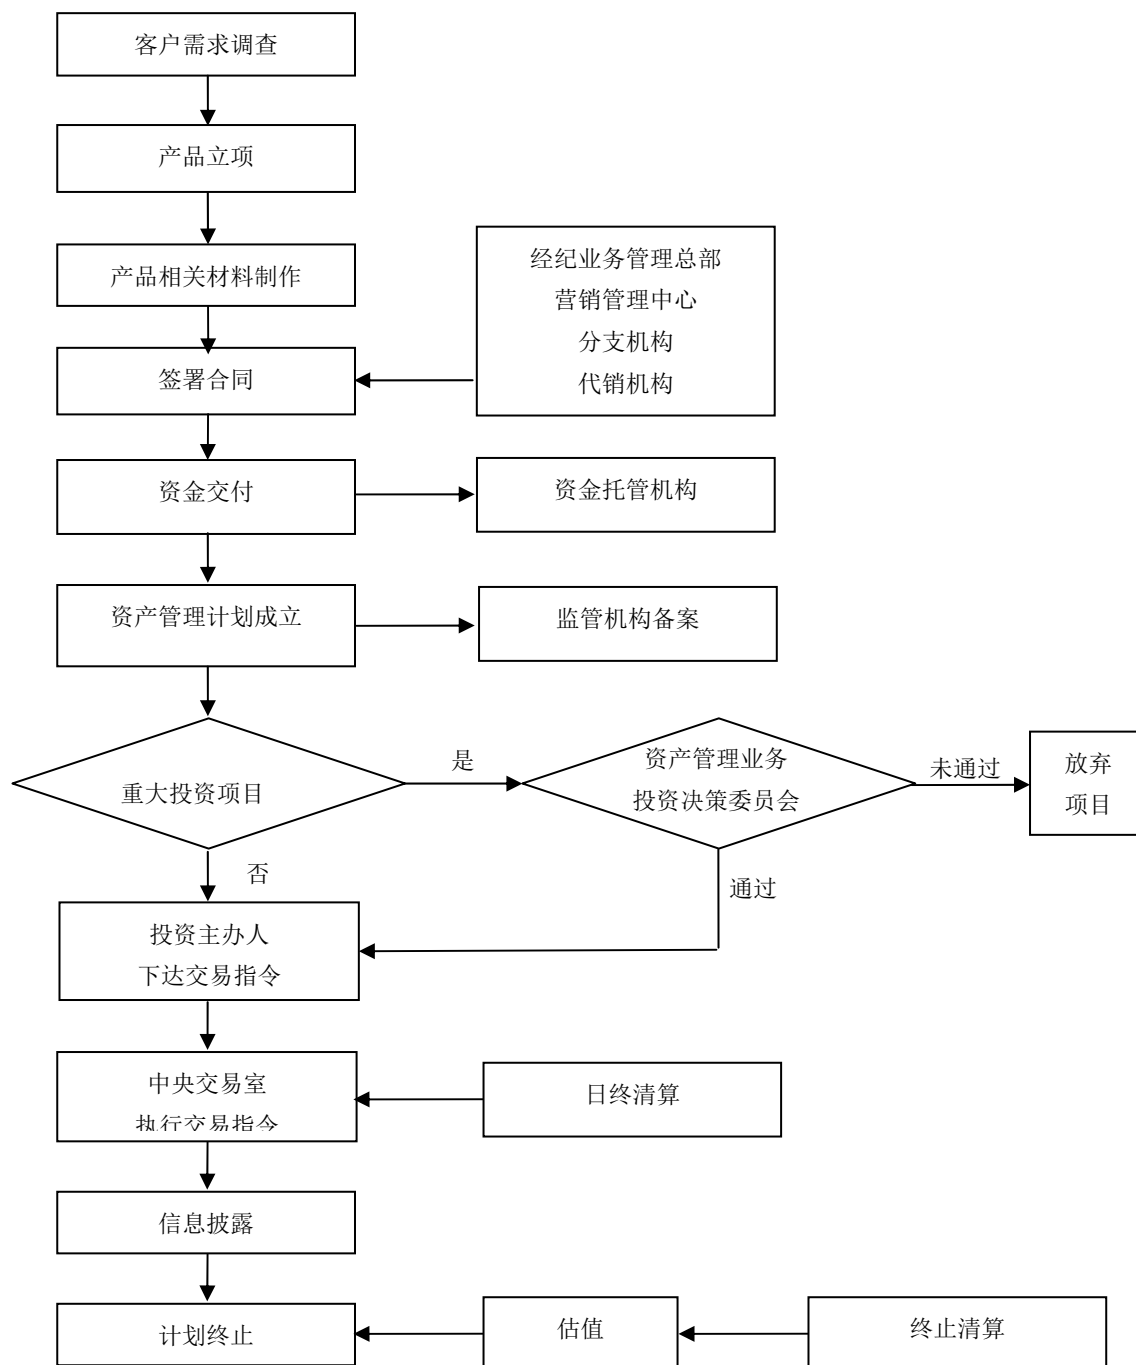 客户需求调查
产品立项
产品相关材料制作
经纪业务管理总部
营销管理中心
分支机构
代销机构
签署合同
资金交付
资金托管机构
资产管理计划成立
监管机构备案
重大投资项目
是
资产管理业务
投资决策委员会
未通过
放弃
项目
否
通过
投资主办人
下达交易指令
中央交易室
执行交易指令
日终清算
信息披露
计划终止
估值
终止清算